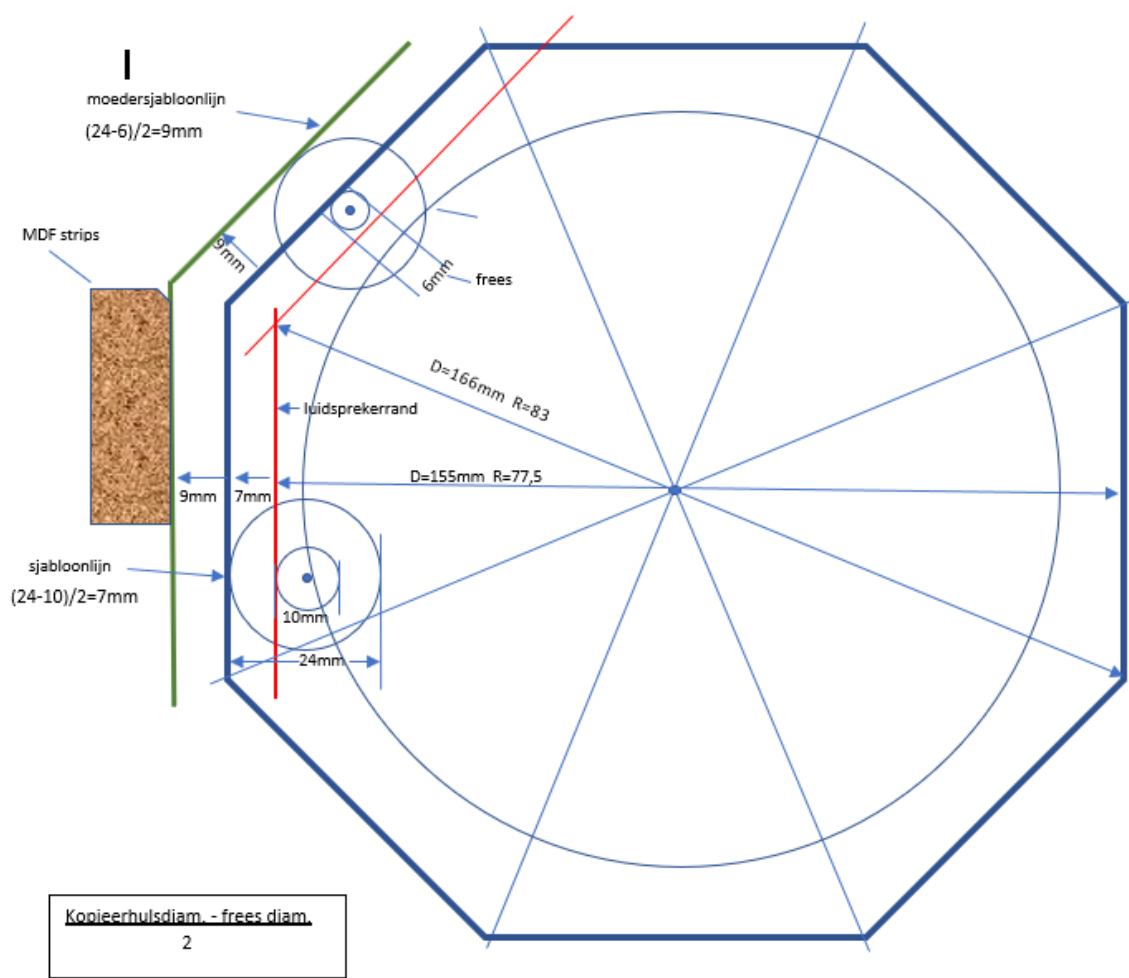 I
moedersjabloonlijn
(24-6)/2=9mm
MDF strips
9mm
6mm
frees
D=166mm R=83
luidsprekerrand
D=155mm R=77,5
9mm
7mm
sjabloonlijn
(24-10)/2=7mm
10mm
24mm
Kopieerhulsdiam. - frees diam.
2